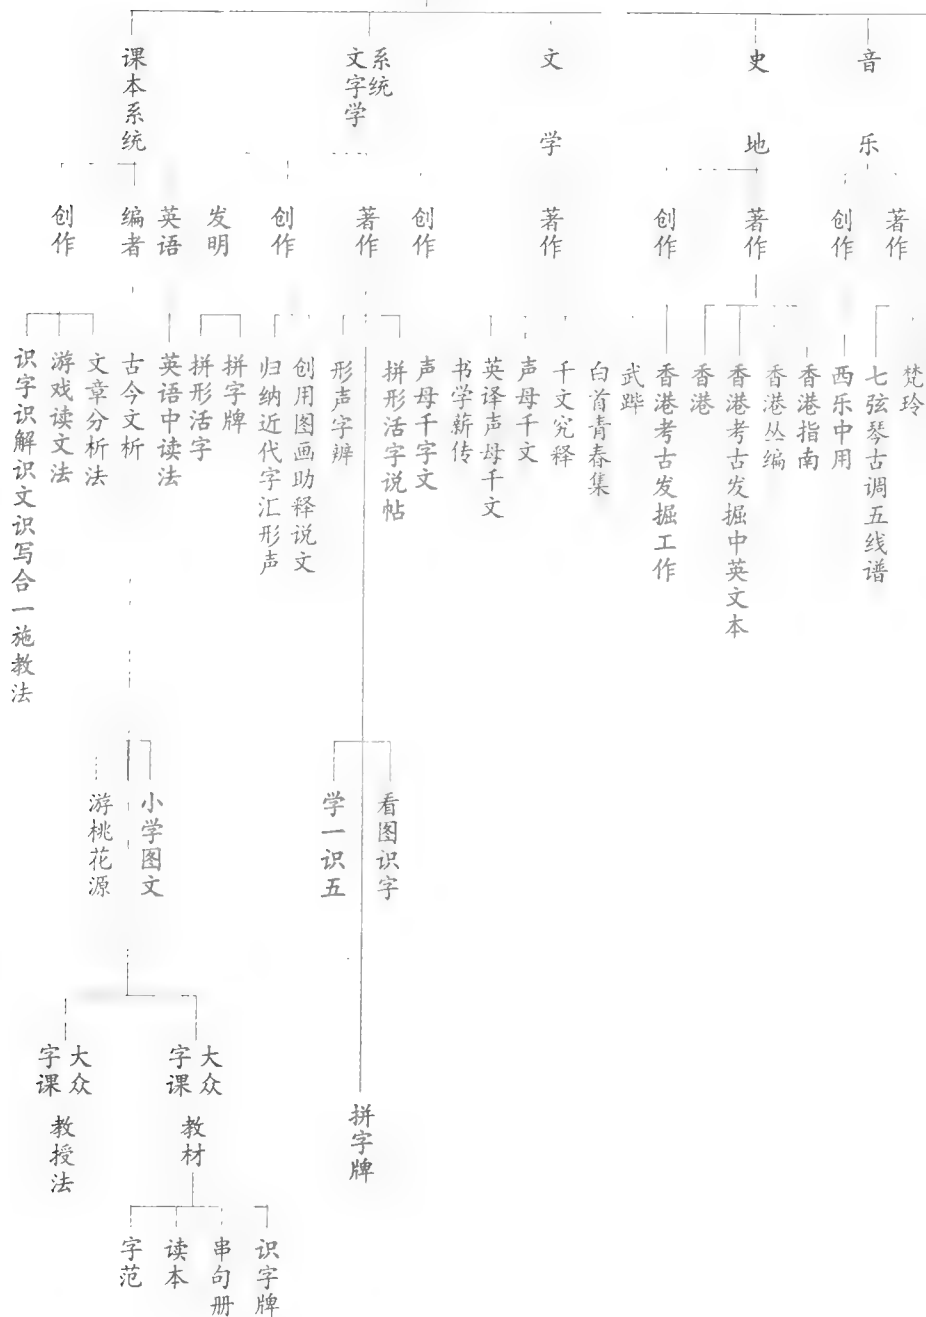 课本系统
文字学
系统
文学
史地
音乐
创作
编者
英语
发明
创作
著作
创作
著作
创作
著作
创作
著作
识字识解识文识写合一施教法
游戏读文法
文章分析法
古今文析
英语中读法
拼形活字
拼字牌
归纳近代字汇形声
创用图画助释说文
形声字辨
拼形活字说帖
声母千字文
书学薪传
英译声母千文
声母千文
千文究释
白首青春集
武跸
香港考古发掘工作
香港
香港考古发掘中英文本
香港丛编
香港指南
西乐中用
七弦琴古调五线谱
梵玲
游桃花源
小学图文
学一识五
看图识字
大众
字课
教授法
大众
字课
教材
拼字牌
字范
读本
串句册
识字牌